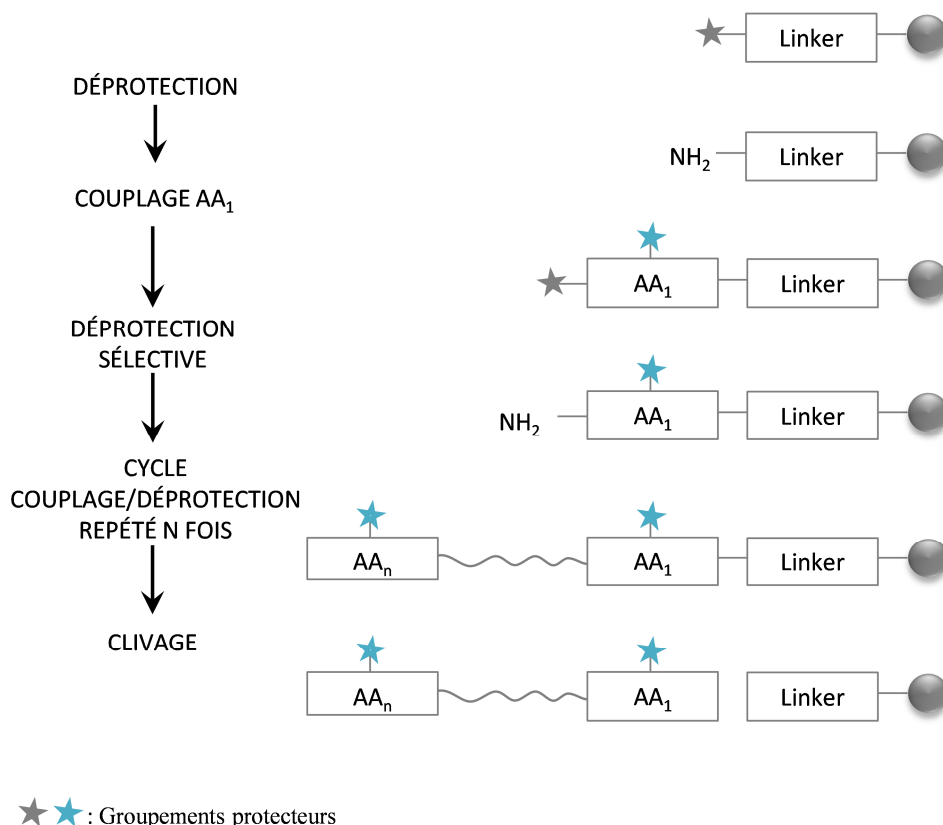 Linker
DÉPROTECTION
NH2 Linker
COUPLAGE AA1
AA1 Linker
DÉPROTECTION
SÉLECTIVE
NH2 AA1 Linker
CYCLE
COUPLAGE/DÉPROTECTION
REPÉTÉ N FOIS
AAn AA1 Linker
CLIVAGE
AAn AA1 Linker
: Groupements protecteurs